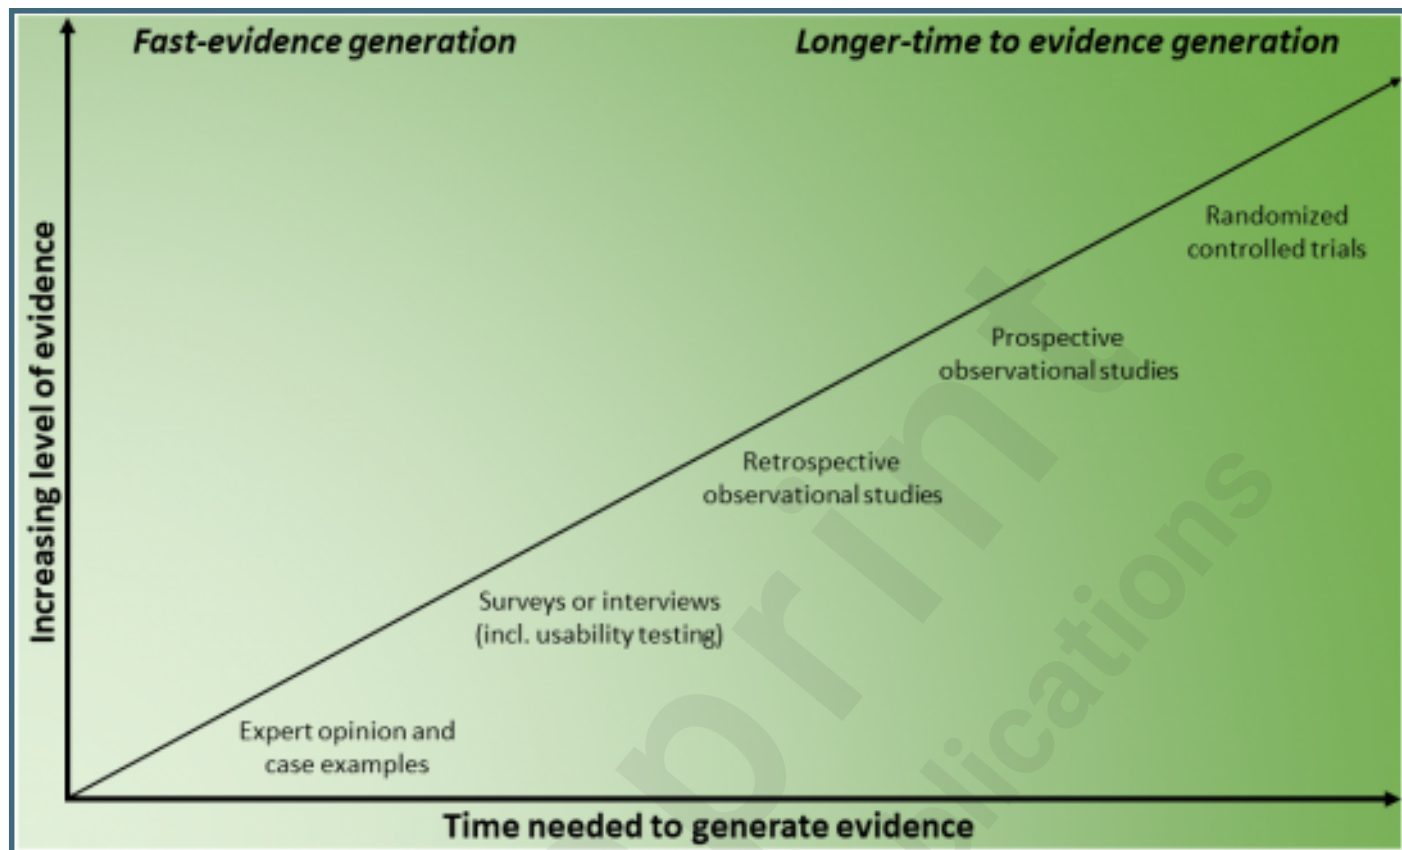 Fast-evidence generation
Longer-time to evidence generation
Increasing level of evidence
Randomized
controlled trials
Prospective
observational studies
Retrospective
observational studies
Surveys or interviews
(incl. usability testing)
Expert opinion and
case examples
Time needed to generate evidence